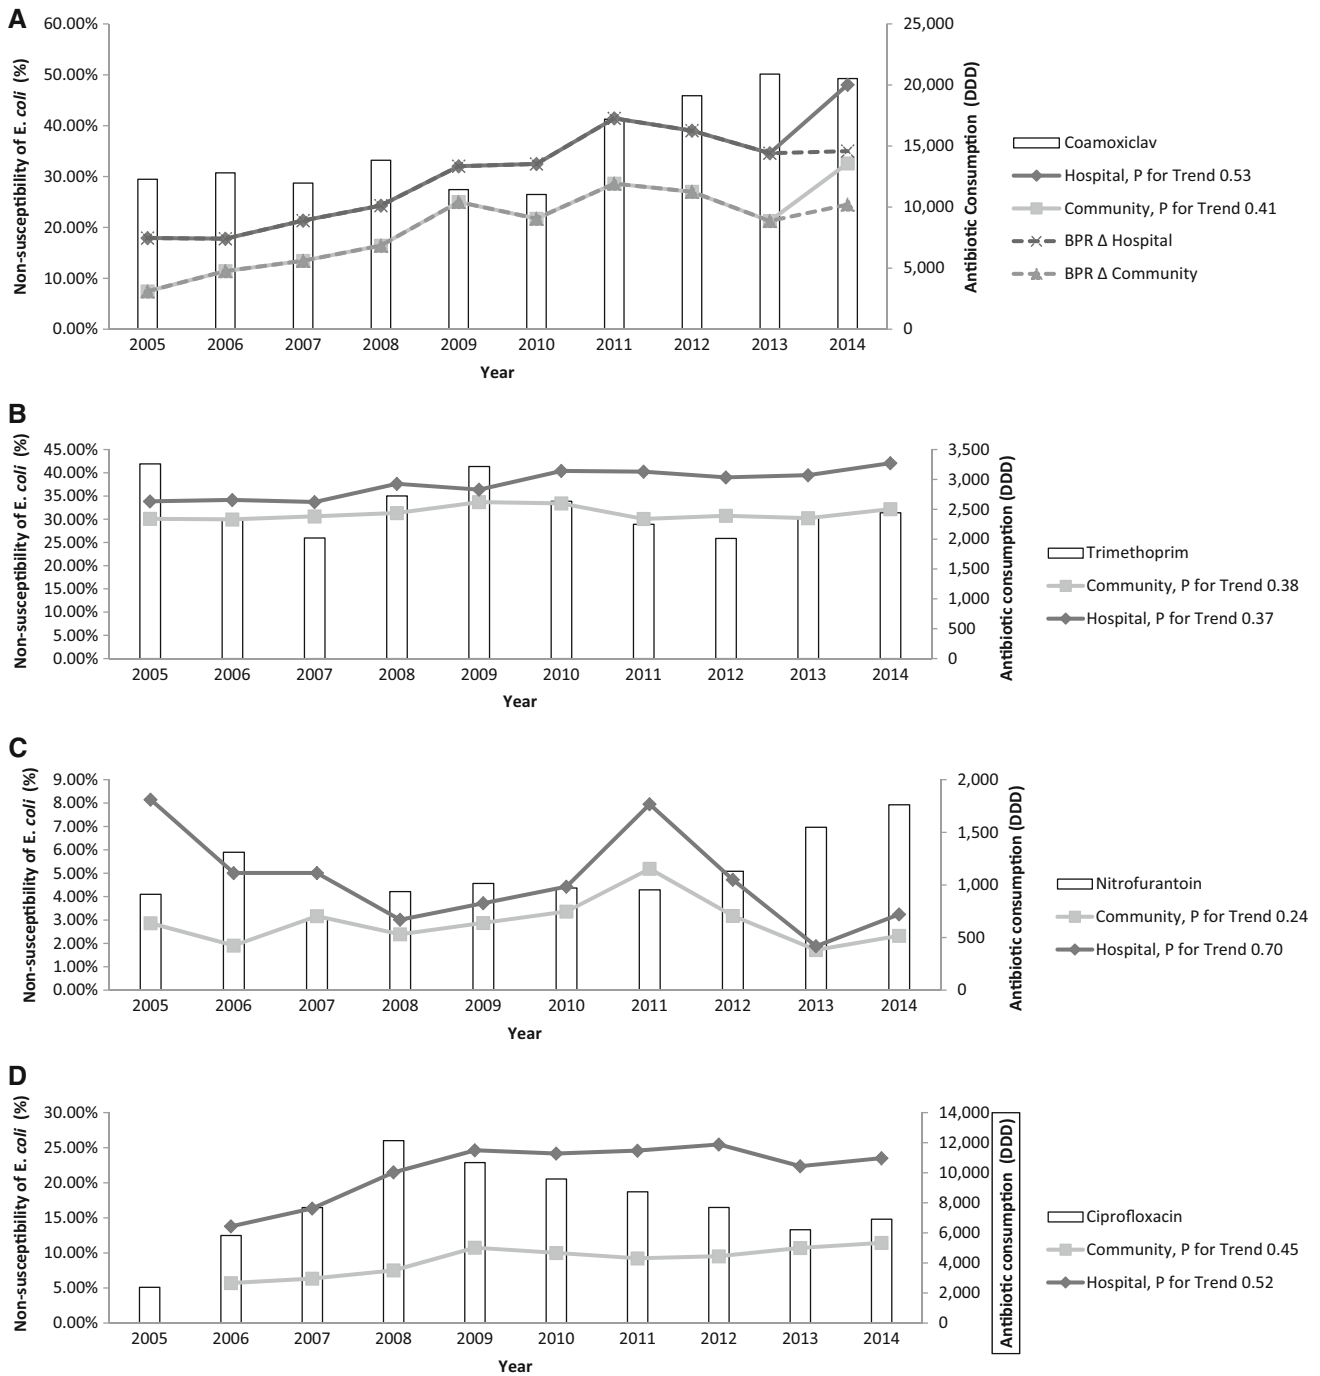 A
60.00%
50.00%
40.00%
30.00%
20.00%
10.00%
0.00%
Non-susceptibility of E. coli (%)
25,000
20,000
15,000
10,000
5,000
0
Antibiotic Consumption (DDD)
2005 2006 2007 2008 2009 2010 2011 2012 2013 2014
Year
Coamoxiclav
Hospital, P for Trend 0.53
Community, P for Trend 0.41
BPR Δ Hospital
BPR Δ Community
B
45.00%
40.00%
35.00%
30.00%
25.00%
20.00%
15.00%
10.00%
5.00%
0.00%
Non-susceptibility of E. coli (%)
3,500
3,000
2,500
2,000
1,500
1,000
500
0
Antibiotic consumption (DDD)
2005 2006 2007 2008 2009 2010 2011 2012 2013 2014
Year
Trimethoprim
Community, P for Trend 0.38
Hospital, P for Trend 0.37
C
9.00%
8.00%
7.00%
6.00%
5.00%
4.00%
3.00%
2.00%
1.00%
0.00%
Non-susceptibility of E. coli (%)
2,000
1,500
1,000
500
0
Antibiotic consumption (DDD)
2005 2006 2007 2008 2009 2010 2011 2012 2013 2014
Year
Nitrofurantoin
Community, P for Trend 0.24
Hospital, P for Trend 0.70
D
30.00%
25.00%
20.00%
15.00%
10.00%
5.00%
0.00%
Non-susceptibility of E. coli (%)
14,000
12,000
10,000
8,000
6,000
4,000
2,000
0
Antibiotic consumption (DDD)
2005 2006 2007 2008 2009 2010 2011 2012 2013 2014
Year
Ciprofloxacin
Community, P for Trend 0.45
Hospital, P for Trend 0.52